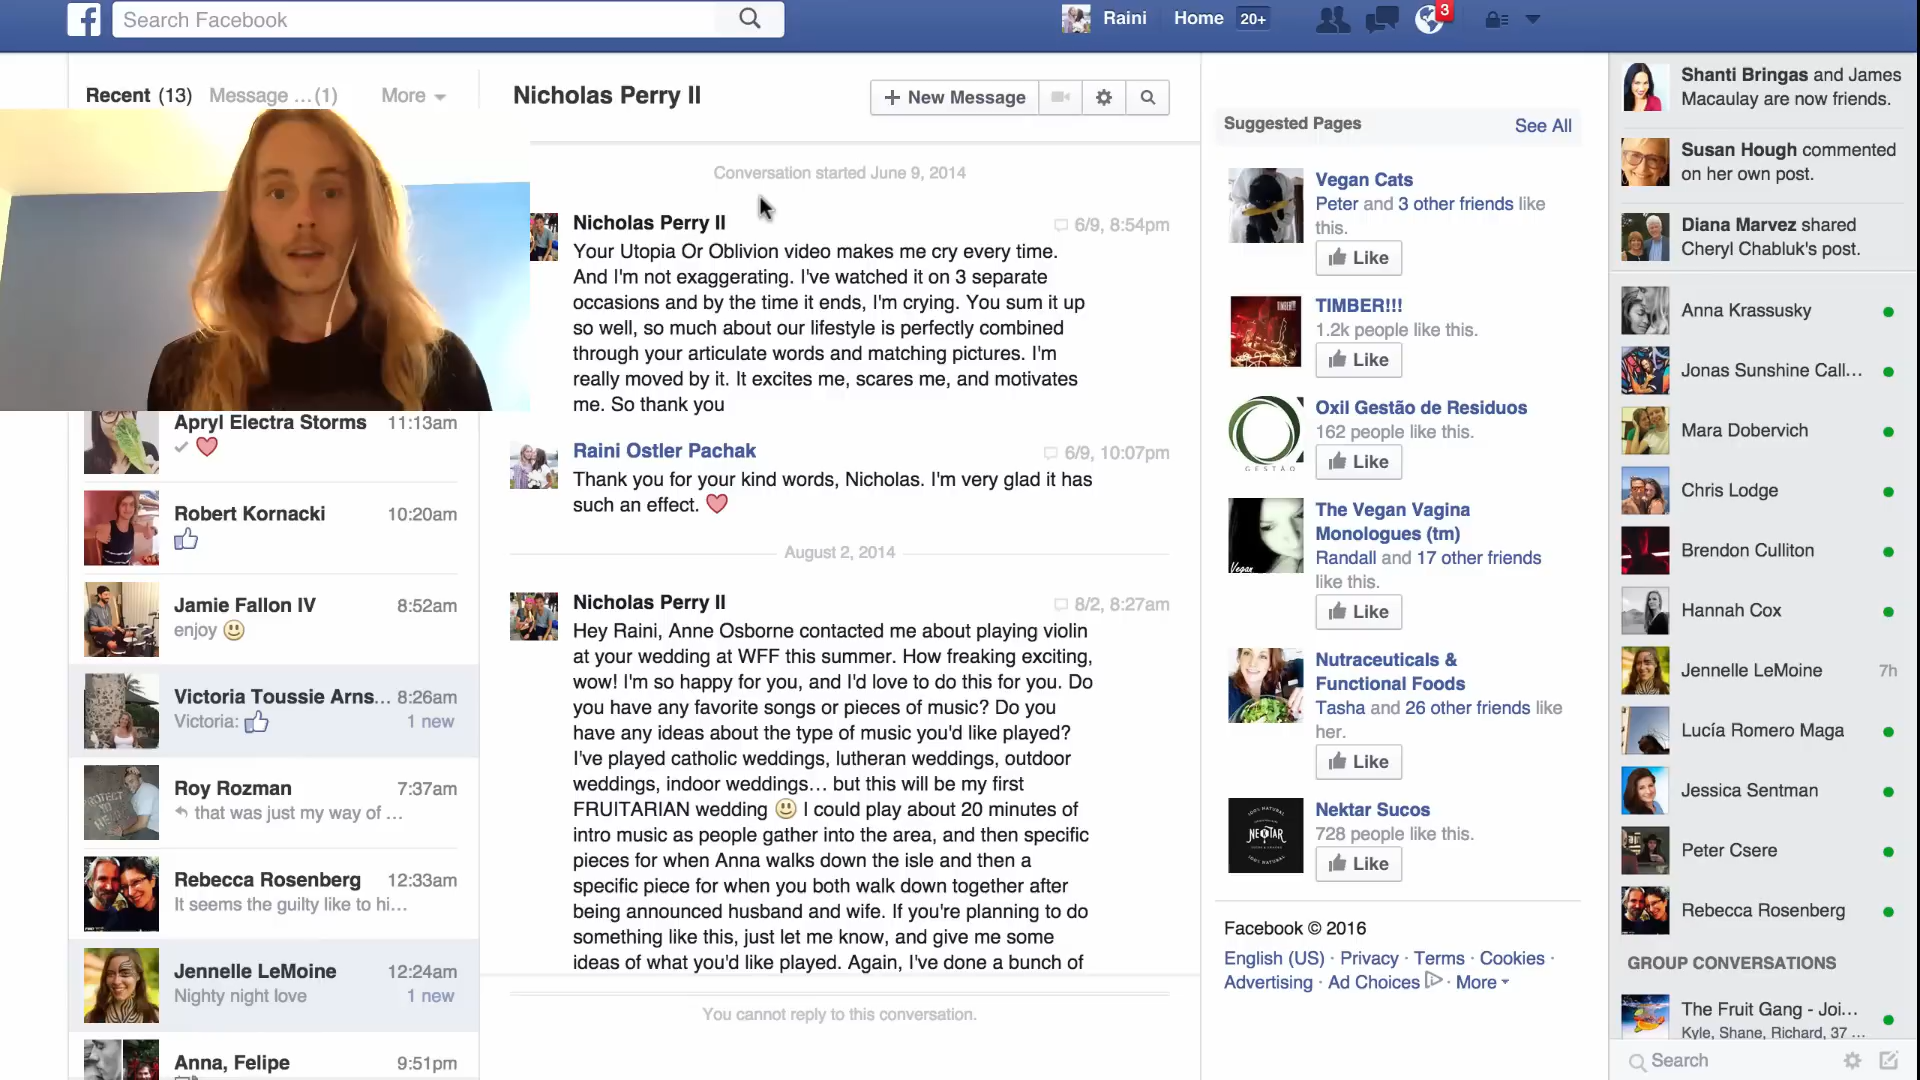 Search Facebook
Raini
Home 20+
3
Recent (13)
Message ...(1)
More
Apryl Electra Storms 11:13am
Robert Kornacki 10:20am
Jamie Fallon IV 8:52am
enjoy
Victoria Toussie Arns... 8:26am
Victoria:
1 new
Roy Rozman 7:37am
that was just my way of ...
Rebecca Rosenberg 12:33am
It seems the guilty like to hi...
Jennelle LeMoine 12:24am
Nighty night love
1 new
Anna, Felipe 9:51pm
Nicholas Perry II
+ New Message
Conversation started June 9, 2014
Nicholas Perry II 6/9, 8:54pm
Your Utopia Or Oblivion video makes me cry every time.
And I'm not exaggerating. I've watched it on 3 separate
occasions and by the time it ends, I'm crying. You sum it up
so well, so much about our lifestyle is perfectly combined
through your articulate words and matching pictures. I'm
really moved by it. It excites me, scares me, and motivates
me. So thank you
Raini Ostler Pachak 6/9, 10:07pm
Thank you for your kind words, Nicholas. I'm very glad it has
such an effect.
August 2, 2014
Nicholas Perry II 8/2, 8:27am
Hey Raini, Anne Osborne contacted me about playing violin
at your wedding at WFF this summer. How freaking exciting,
wow! I'm so happy for you, and I'd love to do this for you. Do
you have any favorite songs or pieces of music? Do you
have any ideas about the type of music you'd like played?
I've played catholic weddings, lutheran weddings, outdoor
weddings, indoor weddings... but this will be my first
FRUITARIAN wedding I could play about 20 minutes of
intro music as people gather into the area, and then specific
pieces for when Anna walks down the isle and then a
specific piece for when you both walk down together after
being announced husband and wife. If you're planning to do
something like this, just let me know, and give me some
ideas of what you'd like played. Again, I've done a bunch of
You cannot reply to this conversation.
Suggested Pages
See All
Vegan Cats
Peter and 3 other friends like
this.
Like
TIMBER!!!
1.2k people like this.
Like
GESTÃO
Oxil Gestão de Residuos
162 people like this.
Like
Vegan
The Vegan Vagina
Monologues (tm)
Randall and 17 other friends
like this.
Like
Nutraceuticals &
Functional Foods
Tasha and 26 other friends like
her.
Like
NEKTAR
Nektar Sucos
728 people like this.
Like
Facebook © 2016
English (US) · Privacy · Terms · Cookies ·
Advertising · Ad Choices · More
Shanti Bringas and James
Macaulay are now friends.
Susan Hough commented
on her own post.
Diana Marvez shared
Cheryl Chabluk's post.
Anna Krassusky
Jonas Sunshine Call...
Mara Dobervich
Chris Lodge
Brendon Culliton
Hannah Cox
Jennelle LeMoine 7h
Lucía Romero Maga
Jessica Sentman
Peter Csere
Rebecca Rosenberg
GROUP CONVERSATIONS
The Fruit Gang - Joi...
Kyle, Shane, Richard, 37 ...
Search